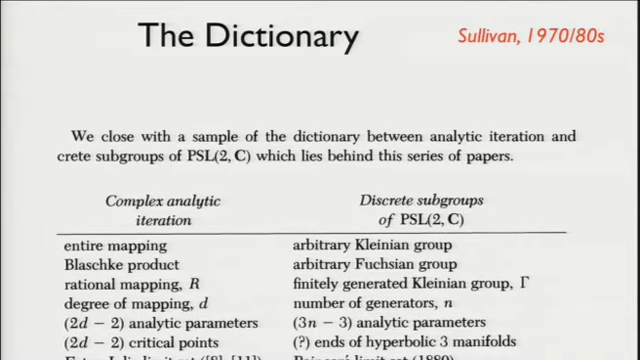 The Dictionary
Sullivan, 1970/80s
We close with a sample of the dictionary between analytic iteration and
crete subgroups of PSL(2, C) which lies behind this series of papers.
Complex analytic iteration
Discrete subgroups of PSL(2, C)
entire mapping arbitrary Kleinian group
Blaschke product arbitrary Fuchsian group
rational mapping, R finitely generated Kleinian group, Γ
degree of mapping, d number of generators, n
(2d − 2) analytic parameters (3n − 3) analytic parameters
(2d − 2) critical points (?) ends of hyperbolic 3 manifolds